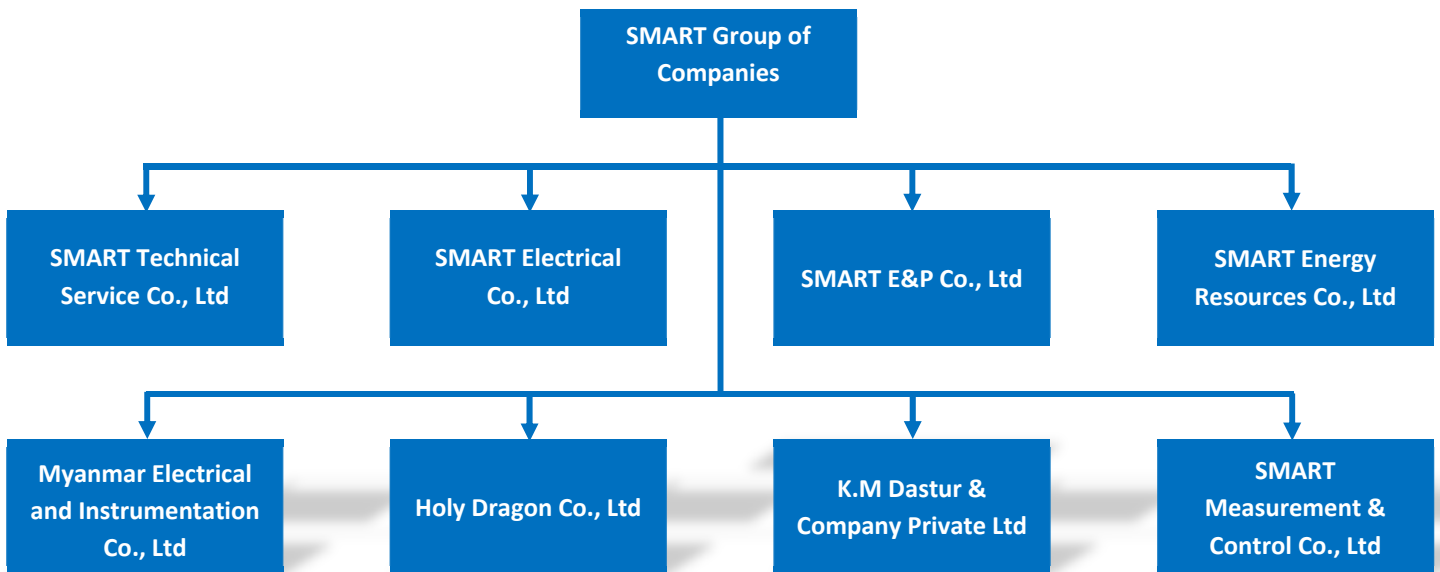 SMART Group of
Companies
SMART Technical
Service Co., Ltd
SMART Electrical
Co., Ltd
SMART E&P Co., Ltd
SMART Energy
Resources Co., Ltd
Myanmar Electrical
and Instrumentation
Co., Ltd
Holy Dragon Co., Ltd
K.M Dastur &
Company Private Ltd
SMART
Measurement &
Control Co., Ltd